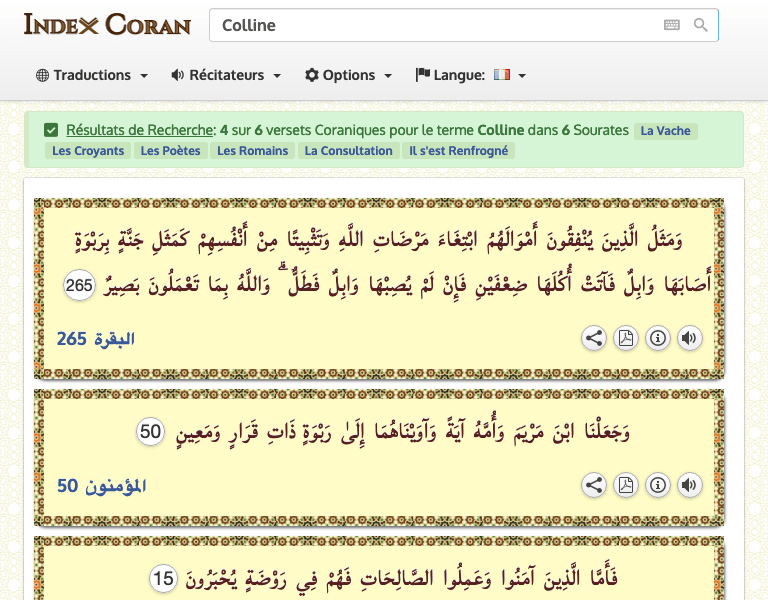 INDEX CORAN
Colline
Traductions
Récitateurs
Options
Langue:
Résultats de Recherche: 4 sur 6 versets Coraniques pour le terme Colline dans 6 Sourates La Vache
Les Croyants Les Poètes Les Romains La Consultation Il s'est Renfrogné
وَمَثَلُ الَّذِينَ يُنْفِقُونَ أَمْوَالَهُمُ ابْتِغَاءَ مَرْضَاتِ اللَّهِ وَتَثْبِيتًا مِنْ أَنْفُسِهِمْ كَمَثَلِ جَنَّةٍ بِرَبْوَةٍ
أَصَابَهَا وَابِلٌ فَآتَتْ أُكُلَهَا ضِعْفَيْنِ فَإِنْ لَمْ يُصِبْهَا وَابِلٌ فَطَلٌّ ۗ وَاللَّهُ بِمَا تَعْمَلُونَ بَصِيرٌ 265
البقرة 265
وَجَعَلْنَا ابْنَ مَرْيَمَ وَأُمَّهُ آيَةً وَآوَيْنَاهُمَا إِلَىٰ رَبْوَةٍ ذَاتِ قَرَارٍ وَمَعِينٍ 50
المؤمنون 50
فَأَمَّا الَّذِينَ آمَنُوا وَعَمِلُوا الصَّالِحَاتِ فَهُمْ فِي رَوْضَةٍ يُحْبَرُونَ 15